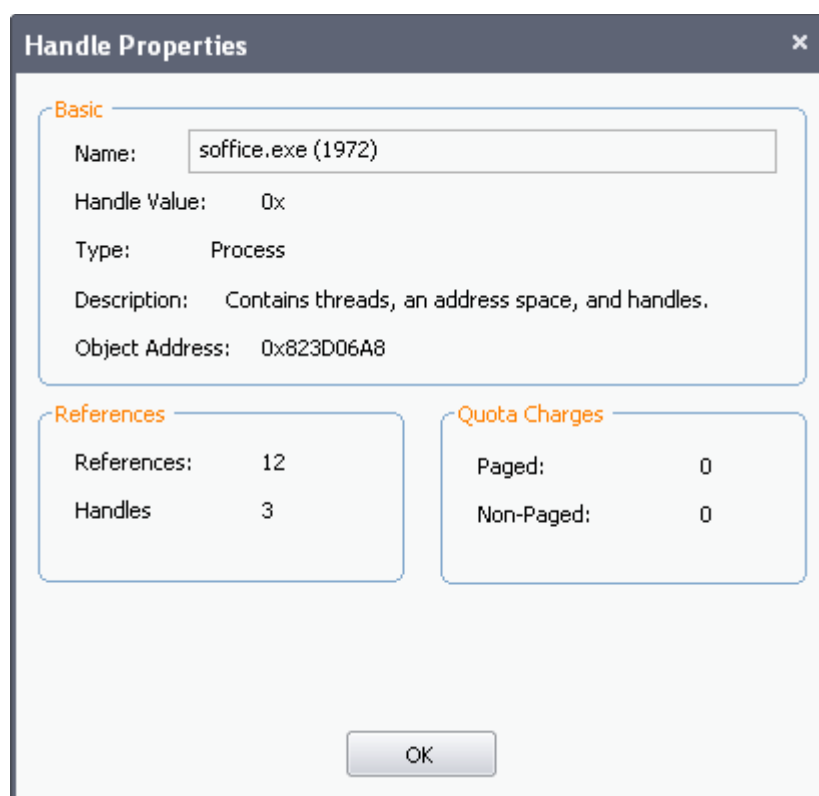 Handle Properties ×
Basic
Name: soffice.exe (1972)
Handle Value: 0x
Type: Process
Description: Contains threads, an address space, and handles.
Object Address: 0x823D06A8
References
References: 12
Handles 3
Quota Charges
Paged: 0
Non-Paged: 0
OK